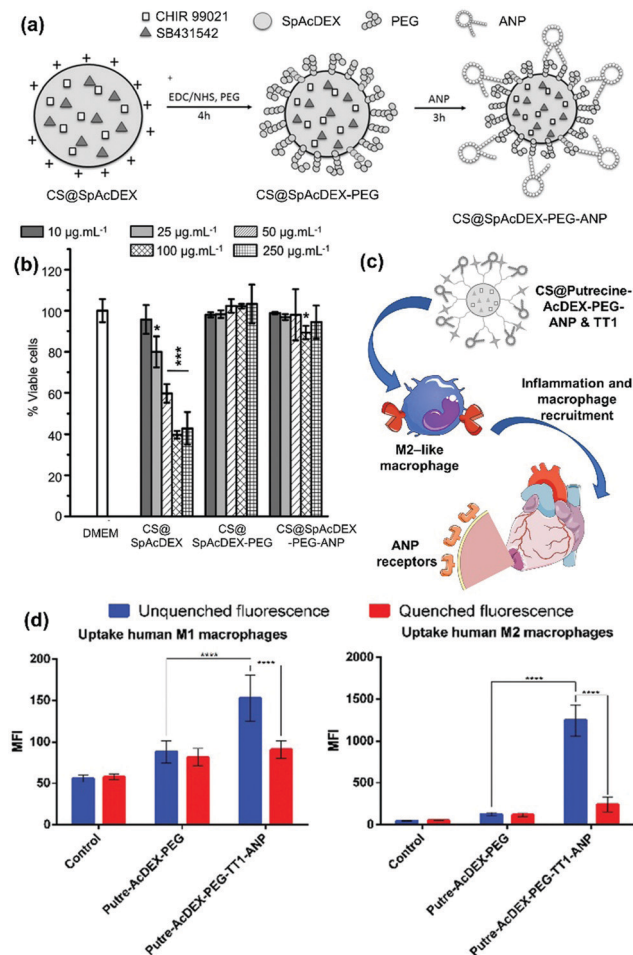 (a)
CHIR 99021
SB431542
SpAcDEX
PEG
ANP
EDC/NHS, PEG
4h
ANP
3h
CS@SpAcDEX
CS@SpAcDEX-PEG
CS@SpAcDEX-PEG-ANP
10 µg.mL⁻¹ 25 µg.mL⁻¹ 50 µg.mL⁻¹
100 µg.mL⁻¹ 250 µg.mL⁻¹
(b)
% Viable cells
120
100
80
60
40
20
0
*
***
*
DMEM
CS@
SpAcDEX
CS@
SpAcDEX-PEG
CS@SpAcDEX
-PEG-ANP
(c)
CS@Putrecine-
AcDEX-PEG-
ANP & TT1
Inflammation and
macrophage
recruitment
M2–like
macrophage
ANP
receptors
(d)
Unquenched fluorescence
Quenched fluorescence
Uptake human M1 macrophages
MFI
200
150
100
50
0
****
****
Control
Putre-AcDEX-PEG
Putre-AcDEX-PEG-TT1-ANP
Uptake human M2 macrophages
MFI
2000
1500
1000
500
0
****
****
Control
Putre-AcDEX-PEG
Putre-AcDEX-PEG-TT1-ANP